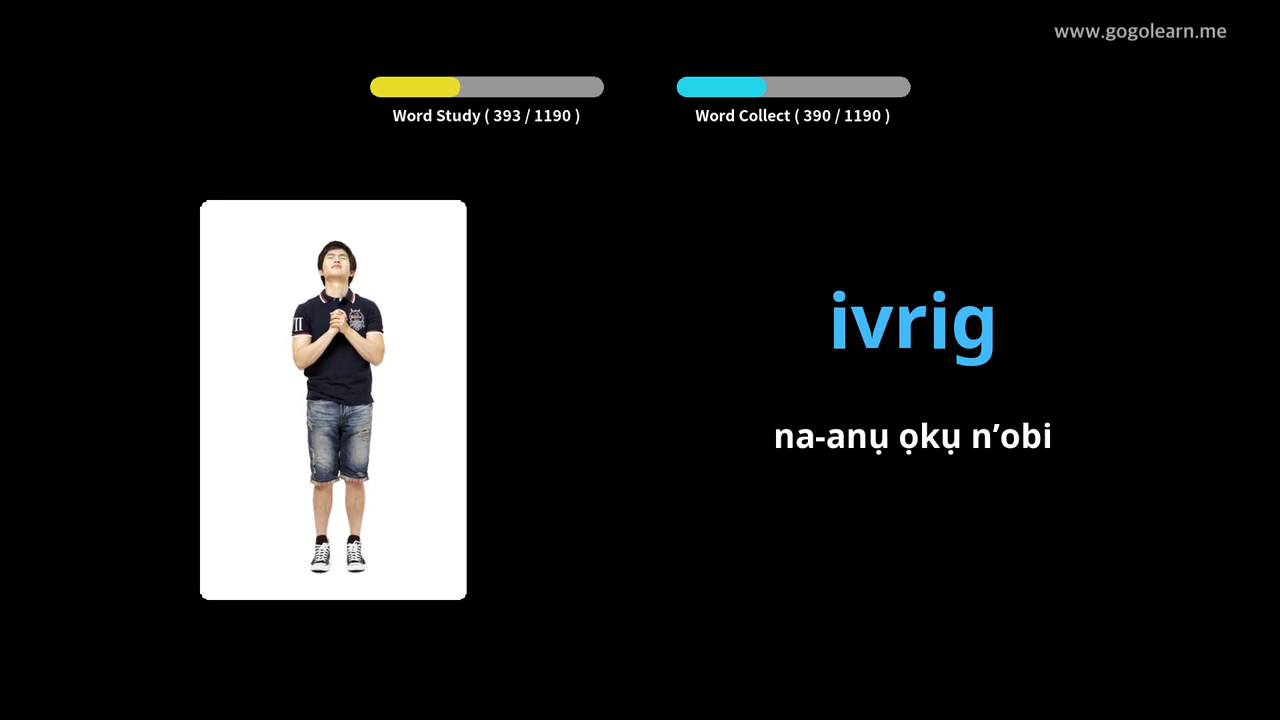 www.gogolearn.me
Word Study ( 393 / 1190 )
Word Collect ( 390 / 1190 )
ivrig
na-anụ ọkụ n’obi